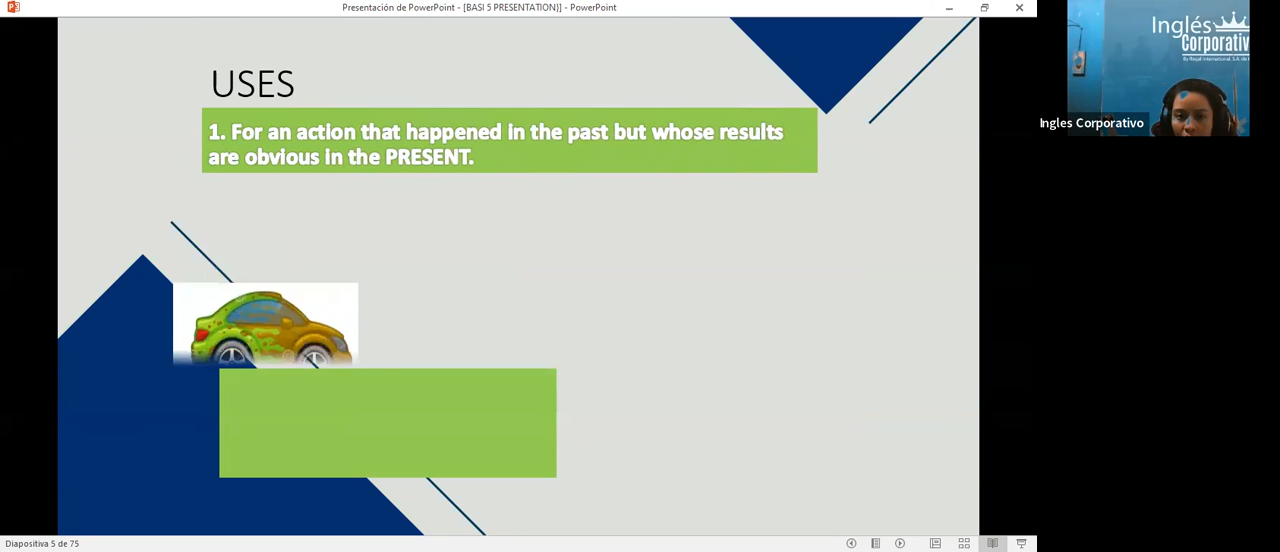 Presentación de PowerPoint - [BASI 5 PRESENTATION)] - PowerPoint
USES
1. For an action that happened in the past but whose results
are obvious in the PRESENT.
Inglés
Corporativ
Ingles Corporativo
Diapositiva 5 de 75